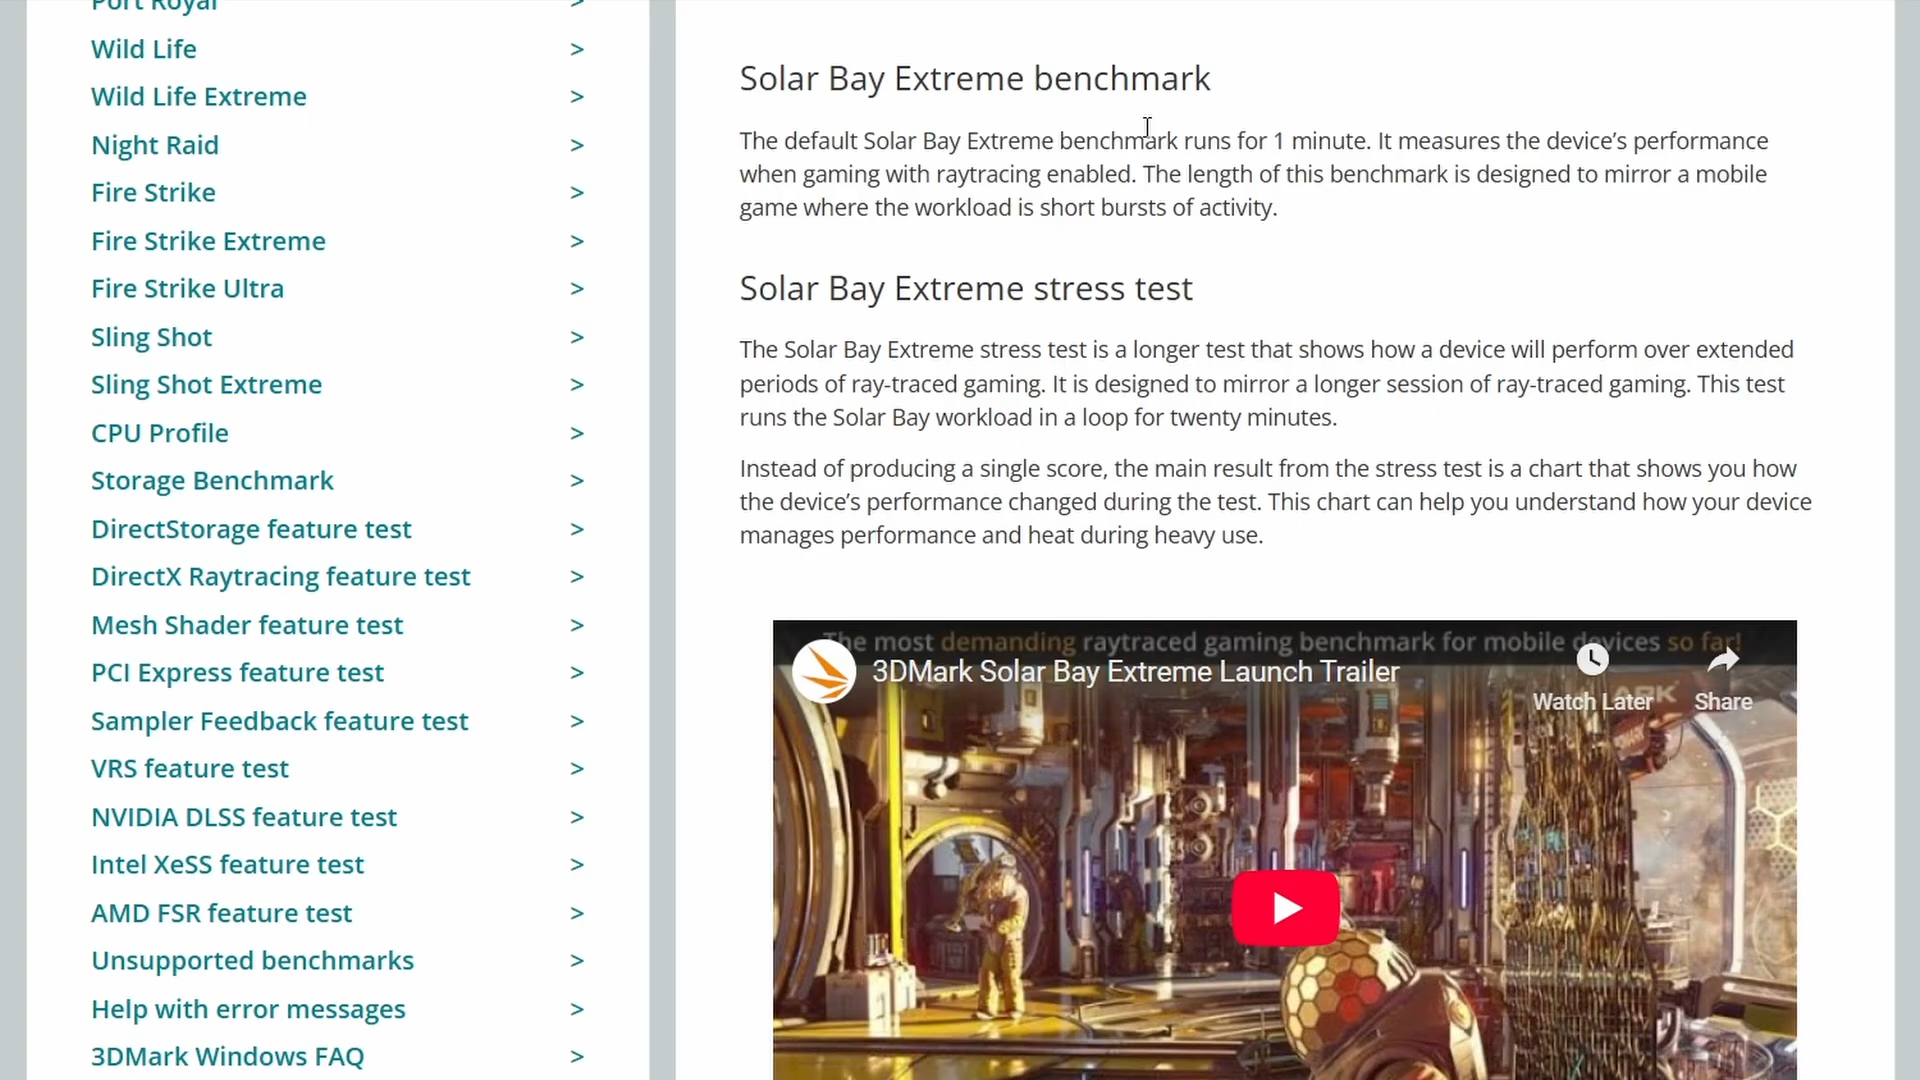 Port Royal >
Wild Life >
Wild Life Extreme >
Night Raid >
Fire Strike >
Fire Strike Extreme >
Fire Strike Ultra >
Sling Shot >
Sling Shot Extreme >
CPU Profile >
Storage Benchmark >
DirectStorage feature test >
DirectX Raytracing feature test >
Mesh Shader feature test >
PCI Express feature test >
Sampler Feedback feature test >
VRS feature test >
NVIDIA DLSS feature test >
Intel XeSS feature test >
AMD FSR feature test >
Unsupported benchmarks >
Help with error messages >
3DMark Windows FAQ >
Solar Bay Extreme benchmark
The default Solar Bay Extreme benchmark runs for 1 minute. It measures the device’s performance
when gaming with raytracing enabled. The length of this benchmark is designed to mirror a mobile
game where the workload is short bursts of activity.
Solar Bay Extreme stress test
The Solar Bay Extreme stress test is a longer test that shows how a device will perform over extended
periods of ray-traced gaming. It is designed to mirror a longer session of ray-traced gaming. This test
runs the Solar Bay workload in a loop for twenty minutes.
Instead of producing a single score, the main result from the stress test is a chart that shows you how
the device’s performance changed during the test. This chart can help you understand how your device
manages performance and heat during heavy use.
The most demanding raytraced gaming benchmark for mobile devices so far!
3DMark Solar Bay Extreme Launch Trailer
Watch Later
Share